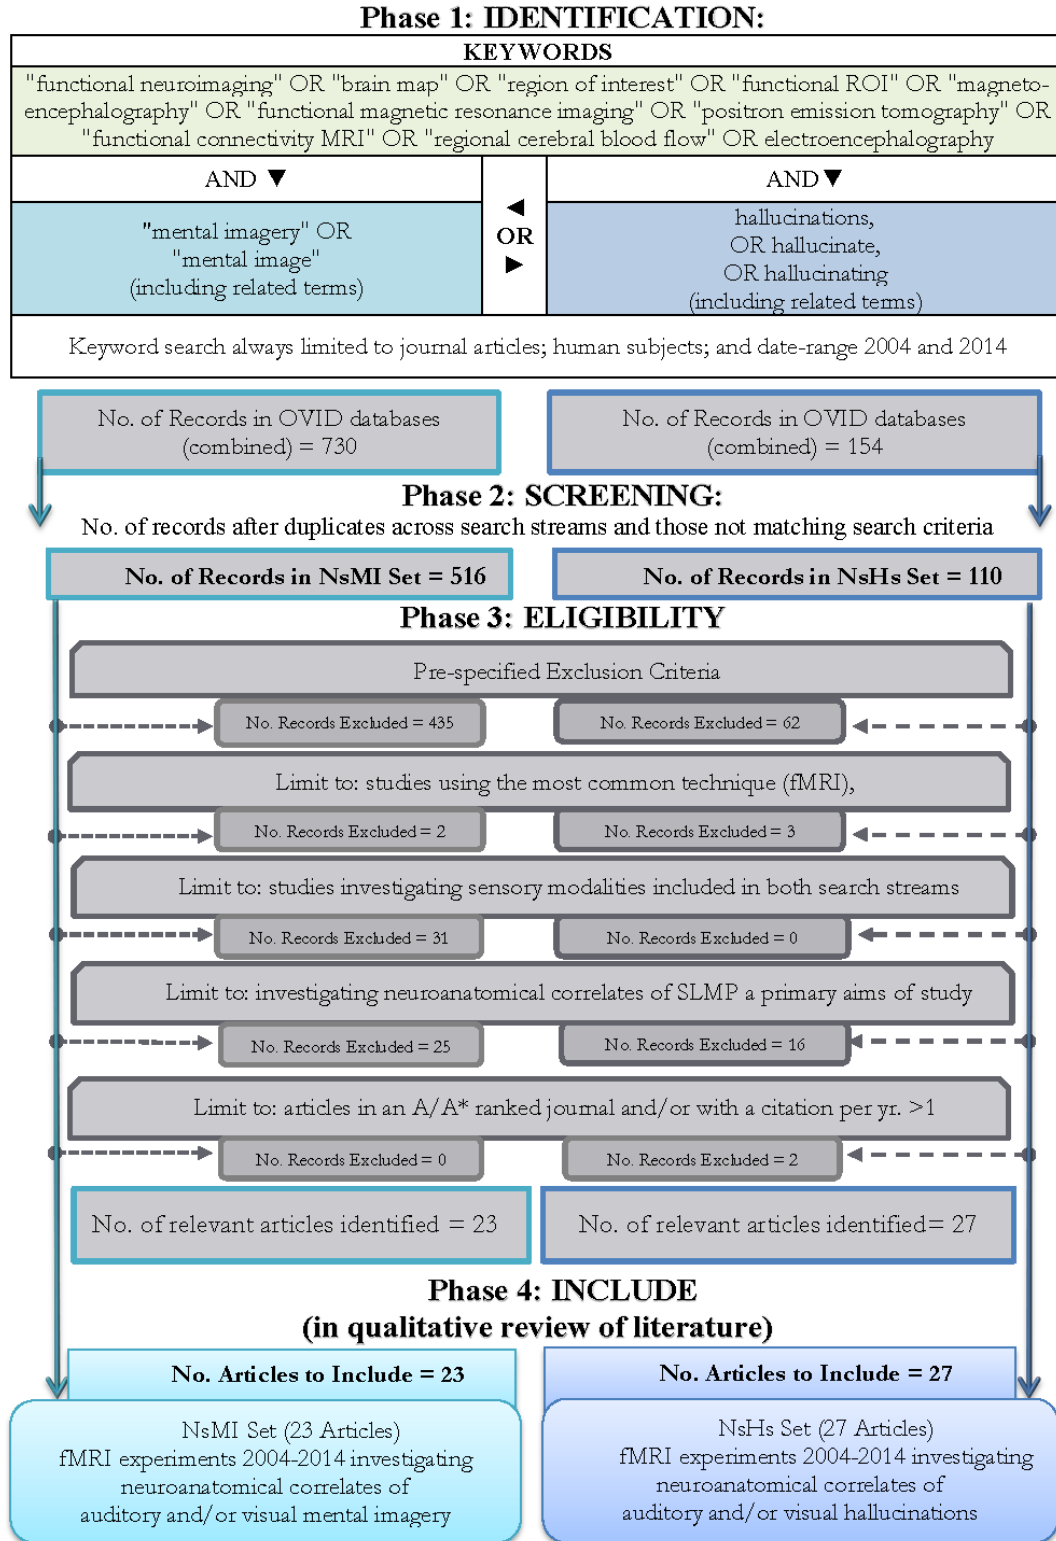 Phase 1: IDENTIFICATION:
KEYWORDS
"functional neuroimaging" OR "brain map" OR "region of interest" OR "functional ROI" OR "magneto-
encephalography" OR "functional magnetic resonance imaging" OR "positron emission tomography" OR
"functional connectivity MRI" OR "regional cerebral blood flow" OR electroencephalography
AND ▼
"mental imagery" OR
"mental image"
(including related terms)
◄
OR
►
AND▼
hallucinations,
OR hallucinate,
OR hallucinating
(including related terms)
Keyword search always limited to journal articles; human subjects; and date-range 2004 and 2014
No. of Records in OVID databases
(combined) = 730
No. of Records in OVID databases
(combined) = 154
Phase 2: SCREENING:
No. of records after duplicates across search streams and those not matching search criteria
No. of Records in NsMI Set = 516
No. of Records in NsHs Set = 110
Phase 3: ELIGIBILITY
Pre-specified Exclusion Criteria
No. Records Excluded = 435
No. Records Excluded = 62
Limit to: studies using the most common technique (fMRI),
No. Records Excluded = 2
No. Records Excluded = 3
Limit to: studies investigating sensory modalities included in both search streams
No. Records Excluded = 31
No. Records Excluded = 0
Limit to: investigating neuroanatomical correlates of SLMP a primary aims of study
No. Records Excluded = 25
No. Records Excluded = 16
Limit to: articles in an A/A* ranked journal and/or with a citation per yr. >1
No. Records Excluded = 0
No. Records Excluded = 2
No. of relevant articles identified = 23
No. of relevant articles identified= 27
Phase 4: INCLUDE
(in qualitative review of literature)
No. Articles to Include = 23
No. Articles to Include = 27
NsMI Set (23 Articles)
fMRI experiments 2004-2014 investigating
neuroanatomical correlates of
auditory and/or visual mental imagery
NsHs Set (27 Articles)
fMRI experiments 2004-2014 investigating
neuroanatomical correlates of
auditory and/or visual hallucinations